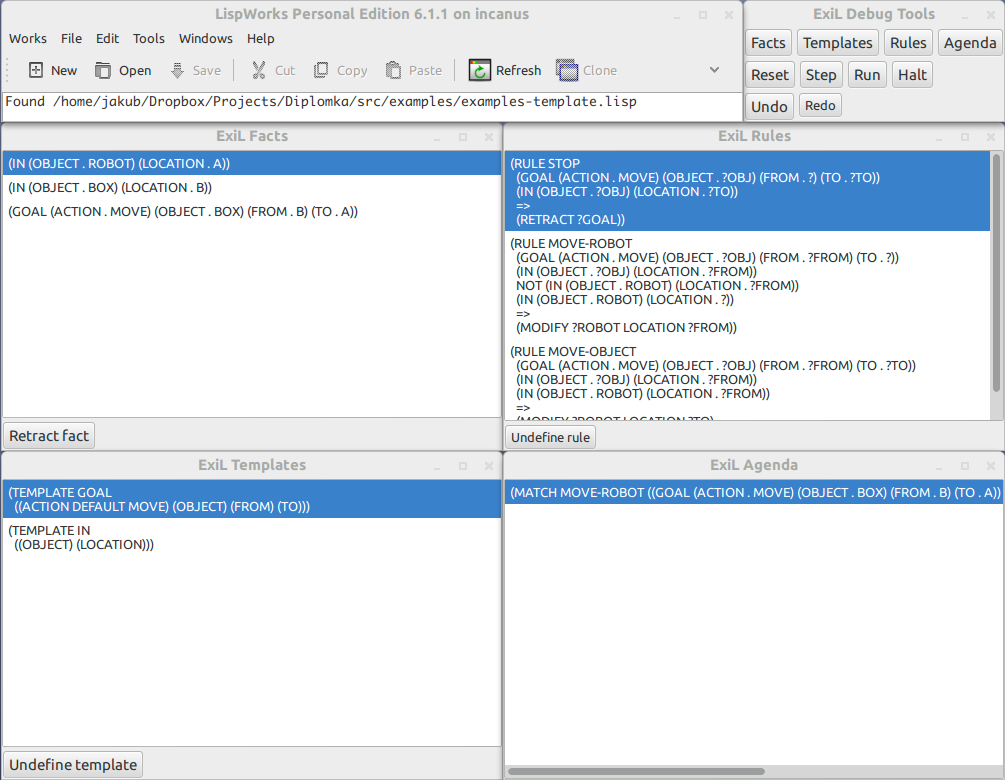 LispWorks Personal Edition 6.1.1 on incanus
Works File Edit Tools Windows Help
New Open Save Cut Copy Paste Refresh Clone
Found /home/jakub/Dropbox/Projects/Diplomka/src/examples/examples-template.lisp
ExiL Debug Tools
Facts Templates Rules Agenda
Reset Step Run Halt
Undo Redo
ExiL Facts
(IN (OBJECT . ROBOT) (LOCATION . A))
(IN (OBJECT . BOX) (LOCATION . B))
(GOAL (ACTION . MOVE) (OBJECT . BOX) (FROM . B) (TO . A))
Retract fact
ExiL Rules
(RULE STOP
(GOAL (ACTION . MOVE) (OBJECT . ?OBJ) (FROM . ?) (TO . ?TO))
(IN (OBJECT . ?OBJ) (LOCATION . ?TO))
=>
(RETRACT ?GOAL))
(RULE MOVE-ROBOT
(GOAL (ACTION . MOVE) (OBJECT . ?OBJ) (FROM . ?FROM) (TO . ?))
(IN (OBJECT . ?OBJ) (LOCATION . ?FROM))
NOT (IN (OBJECT . ROBOT) (LOCATION . ?FROM))
(IN (OBJECT . ROBOT) (LOCATION . ?))
=>
(MODIFY ?ROBOT LOCATION ?FROM))
(RULE MOVE-OBJECT
(GOAL (ACTION . MOVE) (OBJECT . ?OBJ) (FROM . ?FROM) (TO . ?TO))
(IN (OBJECT . ?OBJ) (LOCATION . ?FROM))
(IN (OBJECT . ROBOT) (LOCATION . ?FROM))
=>
(MODIFY ?ROBOT LOCATION ?TO)
Undefine rule
ExiL Templates
(TEMPLATE GOAL
((ACTION DEFAULT MOVE) (OBJECT) (FROM) (TO)))
(TEMPLATE IN
((OBJECT) (LOCATION)))
Undefine template
ExiL Agenda
(MATCH MOVE-ROBOT ((GOAL (ACTION . MOVE) (OBJECT . BOX) (FROM . B) (TO . A))